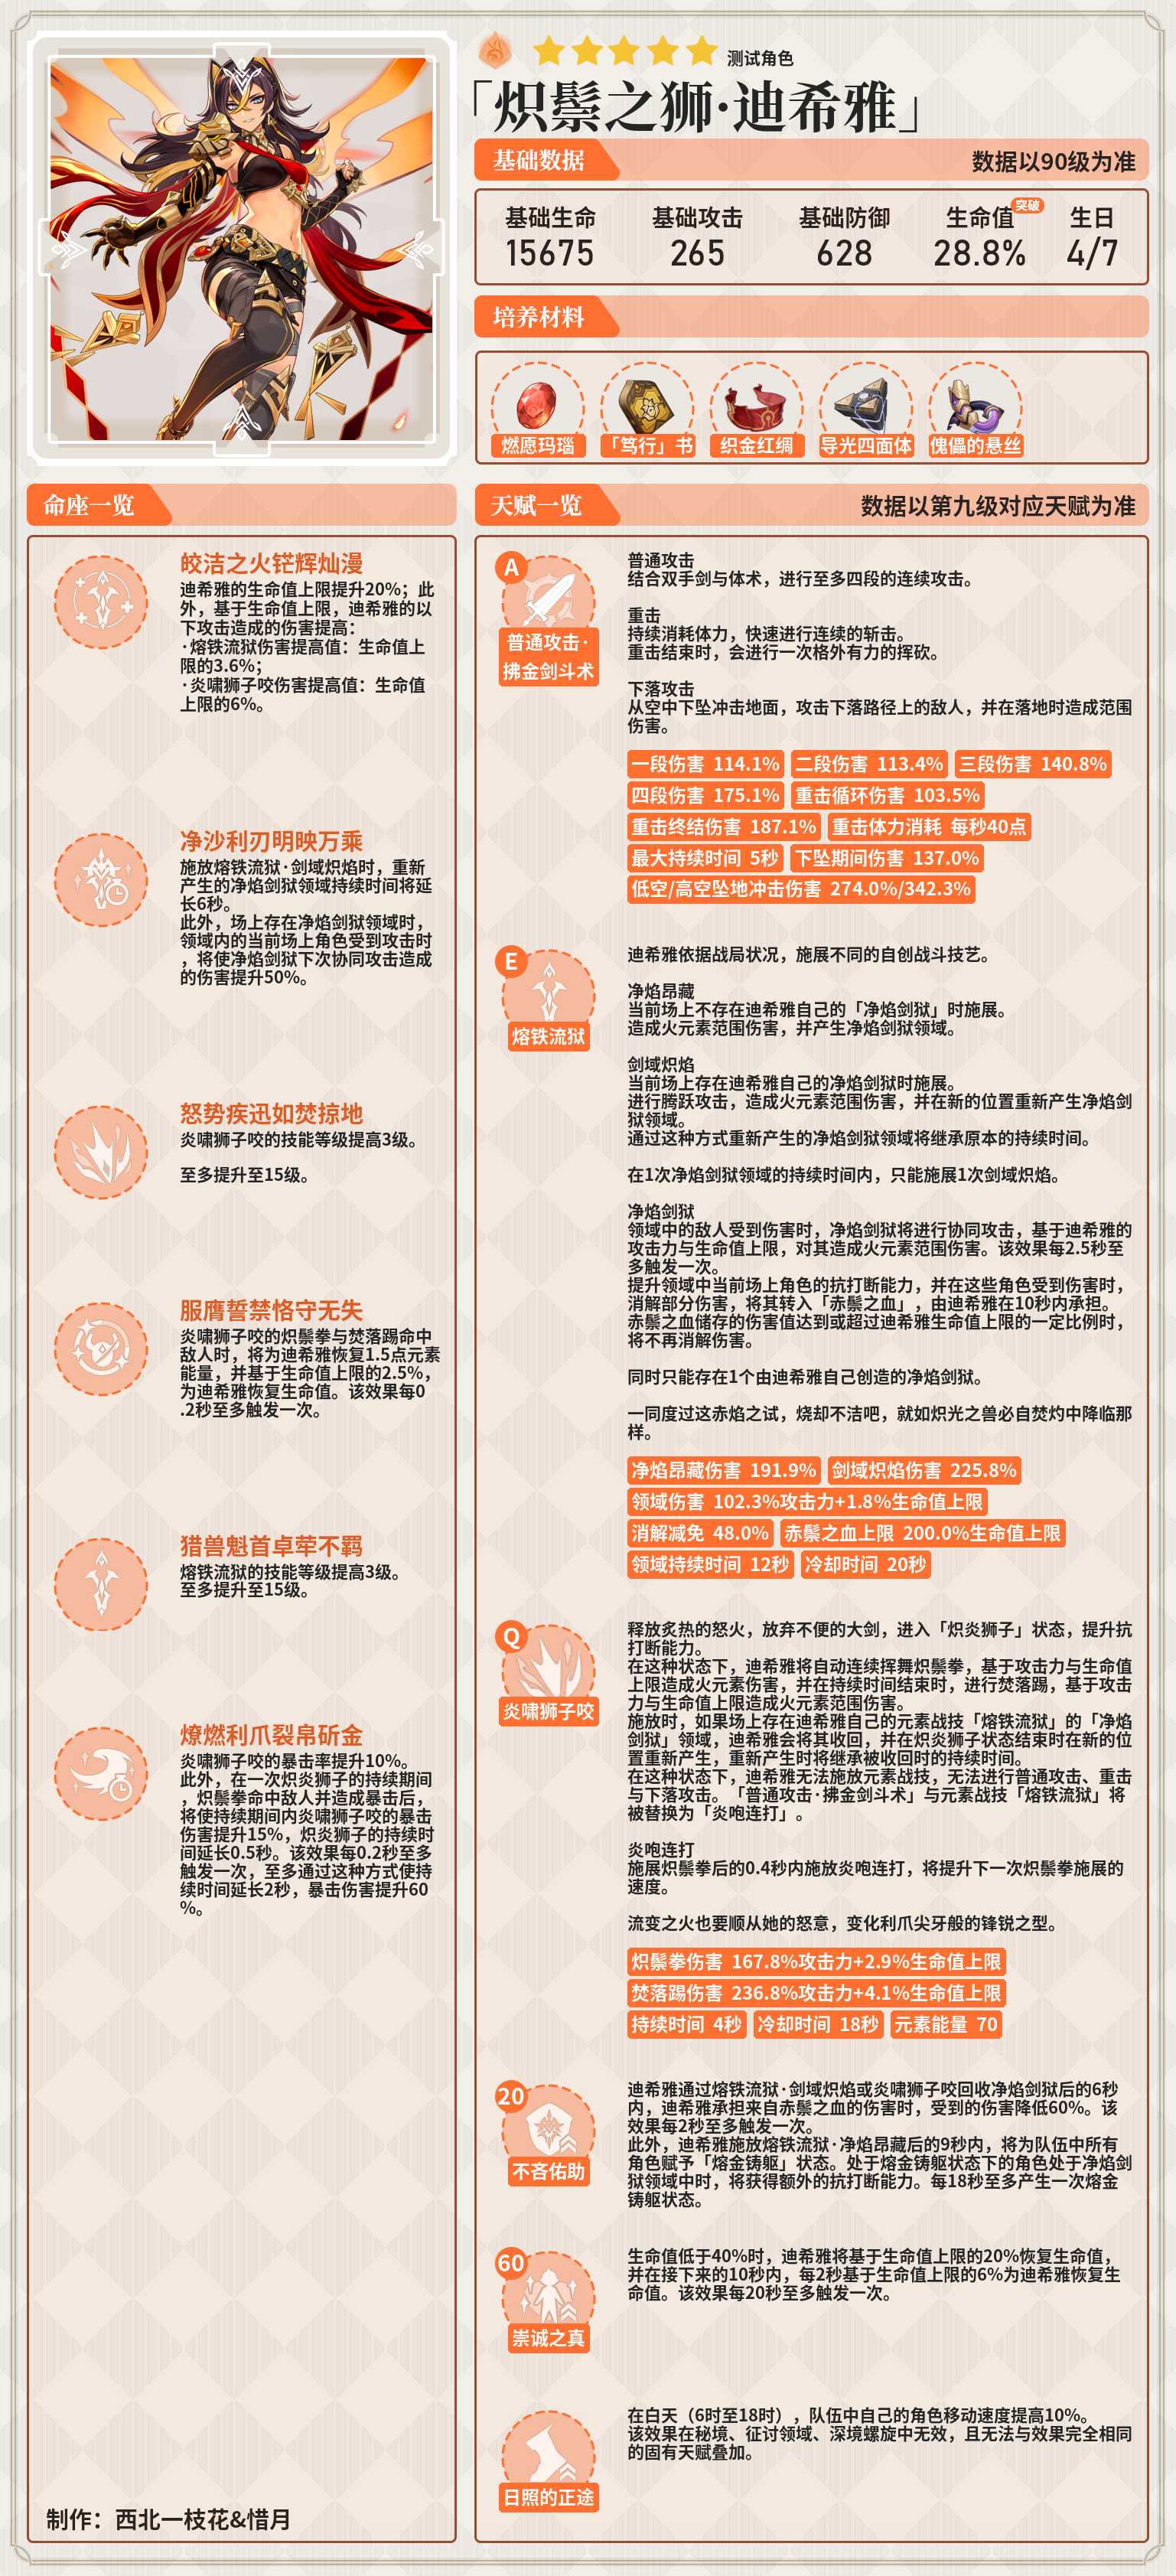 测试角色
「炽鬃之狮·迪希雅」
基础数据
数据以90级为准
基础生命 基础攻击 基础防御 生命值 突破 生日
15675 265 628 28.8% 4/7
培养材料
燃愿玛瑙 「笃行」书 织金红绸 导光四面体 傀儡的悬丝
命座一览
皎洁之火铓辉灿漫
迪希雅的生命值上限提升20%；此
外，基于生命值上限，迪希雅的以
下攻击造成的伤害提高：
·熔铁流狱伤害提高值：生命值上
限的3.6%；
·炎啸狮子咬伤害提高值：生命值
上限的6%。
净沙利刃明映万乘
施放熔铁流狱·剑域炽焰时，重新
产生的净焰剑狱领域持续时间将延
长6秒。
此外，场上存在净焰剑狱领域时，
领域内的当前场上角色受到攻击时
，将使净焰剑狱下次协同攻击造成
的伤害提升50%。
怒势疾迅如焚掠地
炎啸狮子咬的技能等级提高3级。
至多提升至15级。
服膺誓禁恪守无失
炎啸狮子咬的炽鬃拳与焚落踢命中
敌人时，将为迪希雅恢复1.5点元素
能量，并基于生命值上限的2.5%，
为迪希雅恢复生命值。该效果每0
.2秒至多触发一次。
猎兽魁首卓荦不羁
熔铁流狱的技能等级提高3级。
至多提升至15级。
燎燃利爪裂帛斫金
炎啸狮子咬的暴击率提升10%。
此外，在一次炽炎狮子的持续期间
，炽鬃拳命中敌人并造成暴击后，
将使持续期间内炎啸狮子咬的暴击
伤害提升15%，炽炎狮子的持续时
间延长0.5秒。该效果每0.2秒至多
触发一次，至多通过这种方式使持
续时间延长2秒，暴击伤害提升60
%。
制作：西北一枝花&惜月
天赋一览
数据以第九级对应天赋为准
A
普通攻击·
拂金剑斗术
普通攻击
结合双手剑与体术，进行至多四段的连续攻击。
重击
持续消耗体力，快速进行连续的斩击。
重击结束时，会进行一次格外有力的挥砍。
下落攻击
从空中下坠冲击地面，攻击下落路径上的敌人，并在落地时造成范围
伤害。
一段伤害 114.1% 二段伤害 113.4% 三段伤害 140.8%
四段伤害 175.1% 重击循环伤害 103.5%
重击终结伤害 187.1% 重击体力消耗 每秒40点
最大持续时间 5秒 下坠期间伤害 137.0%
低空/高空坠地冲击伤害 274.0%/342.3%
E
熔铁流狱
迪希雅依据战局状况，施展不同的自创战斗技艺。
净焰昂藏
当前场上不存在迪希雅自己的「净焰剑狱」时施展。
造成火元素范围伤害，并产生净焰剑狱领域。
剑域炽焰
当前场上存在迪希雅自己的净焰剑狱时施展。
进行腾跃攻击，造成火元素范围伤害，并在新的位置重新产生净焰剑
狱领域。
通过这种方式重新产生的净焰剑狱领域将继承原本的持续时间。
在1次净焰剑狱领域的持续时间内，只能施展1次剑域炽焰。
净焰剑狱
领域中的敌人受到伤害时，净焰剑狱将进行协同攻击，基于迪希雅的
攻击力与生命值上限，对其造成火元素范围伤害。该效果每2.5秒至
多触发一次。
提升领域中当前场上角色的抗打断能力，并在这些角色受到伤害时，
消解部分伤害，将其转入「赤鬃之血」，由迪希雅在10秒内承担。
赤鬃之血储存的伤害值达到或超过迪希雅生命值上限的一定比例时，
将不再消解伤害。
同时只能存在1个由迪希雅自己创造的净焰剑狱。
一同度过这赤焰之试，烧却不洁吧，就如炽光之兽必自焚灼中降临那
样。
净焰昂藏伤害 191.9% 剑域炽焰伤害 225.8%
领域伤害 102.3%攻击力+1.8%生命值上限
消解减免 48.0% 赤鬃之血上限 200.0%生命值上限
领域持续时间 12秒 冷却时间 20秒
Q
炎啸狮子咬
释放炙热的怒火，放弃不便的大剑，进入「炽炎狮子」状态，提升抗
打断能力。
在这种状态下，迪希雅将自动连续挥舞炽鬃拳，基于攻击力与生命值
上限造成火元素伤害，并在持续时间结束时，进行焚落踢，基于攻击
力与生命值上限造成火元素范围伤害。
施放时，如果场上存在迪希雅自己的元素战技「熔铁流狱」的「净焰
剑狱」领域，迪希雅会将其收回，并在炽炎狮子状态结束时在新的位
置重新产生，重新产生时将继承被收回时的持续时间。
在这种状态下，迪希雅无法施放元素战技，无法进行普通攻击、重击
与下落攻击。「普通攻击·拂金剑斗术」与元素战技「熔铁流狱」将
被替换为「炎咆连打」。
炎咆连打
施展炽鬃拳后的0.4秒内施放炎咆连打，将提升下一次炽鬃拳施展的
速度。
流变之火也要顺从她的怒意，变化利爪尖牙般的锋锐之型。
炽鬃拳伤害 167.8%攻击力+2.9%生命值上限
焚落踢伤害 236.8%攻击力+4.1%生命值上限
持续时间 4秒 冷却时间 18秒 元素能量 70
20
不吝佑助
迪希雅通过熔铁流狱·剑域炽焰或炎啸狮子咬回收净焰剑狱后的6秒
内，迪希雅承担来自赤鬃之血的伤害时，受到的伤害降低60%。该
效果每2秒至多触发一次。
此外，迪希雅施放熔铁流狱·净焰昂藏后的9秒内，将为队伍中所有
角色赋予「熔金铸躯」状态。处于熔金铸躯状态下的角色处于净焰剑
狱领域中时，将获得额外的抗打断能力。每18秒至多产生一次熔金
铸躯状态。
60
崇诚之真
生命值低于40%时，迪希雅将基于生命值上限的20%恢复生命值，
并在接下来的10秒内，每2秒基于生命值上限的6%为迪希雅恢复生
命值。该效果每20秒至多触发一次。
日照的正途
在白天（6时至18时），队伍中自己的角色移动速度提高10%。
该效果在秘境、征讨领域、深境螺旋中无效，且无法与效果完全相同
的固有天赋叠加。